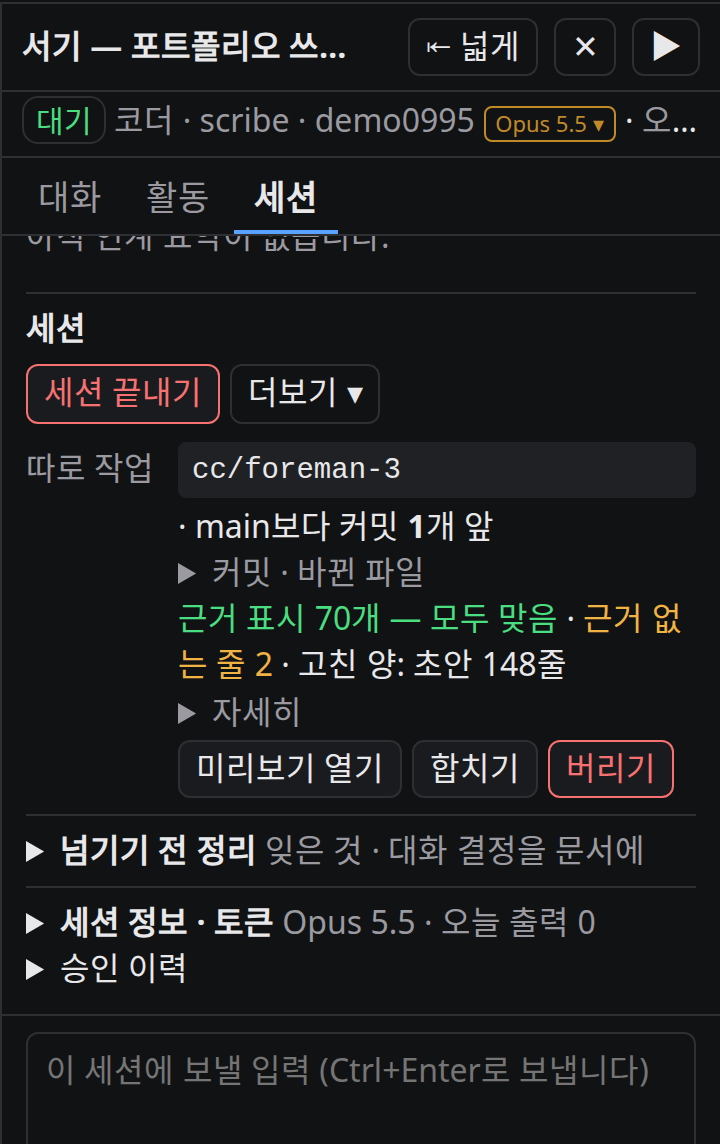 서기 — 포트폴리오 쓰... ⇤ 넓게 ✕ ▶
대기 코더 · scribe · demo0995 Opus 5.5 ▾ · 오...
대화 활동 세션
세션
세션 끝내기 더보기 ▾
따로 작업 cc/foreman-3
· main보다 커밋 1개 앞
▶ 커밋 · 바뀐 파일
근거 표시 70개 — 모두 맞음 · 근거 없
는 줄 2 · 고친 양: 초안 148줄
▶ 자세히
미리보기 열기 합치기 버리기
▶ 넘기기 전 정리 잊은 것 · 대화 결정을 문서에
▶ 세션 정보 · 토큰 Opus 5.5 · 오늘 출력 0
▶ 승인 이력
이 세션에 보낼 입력 (Ctrl+Enter로 보냅니다)